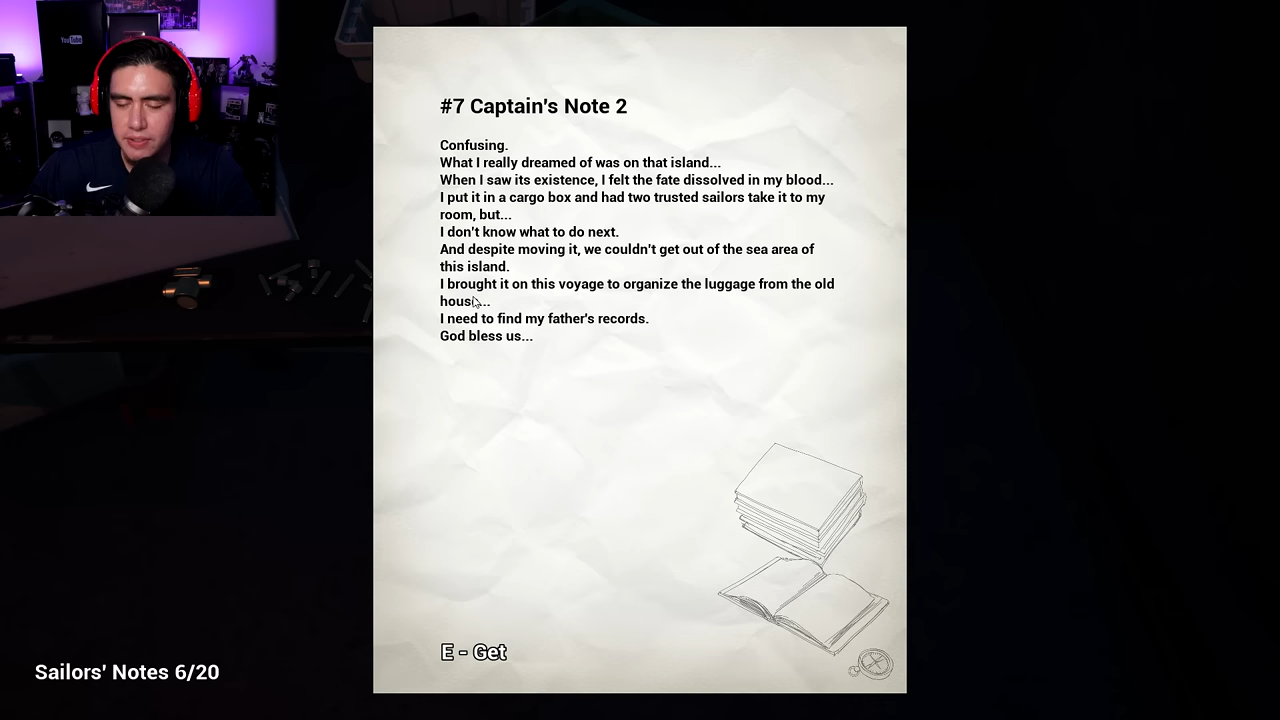 YouTube
#7 Captain's Note 2
Confusing.
What I really dreamed of was on that island...
When I saw its existence, I felt the fate dissolved in my blood...
I put it in a cargo box and had two trusted sailors take it to my
room, but...
I don't know what to do next.
And despite moving it, we couldn't get out of the sea area of
this island.
I brought it on this voyage to organize the luggage from the old
house...
I need to find my father's records.
God bless us...
E - Get
Sailors' Notes 6/20